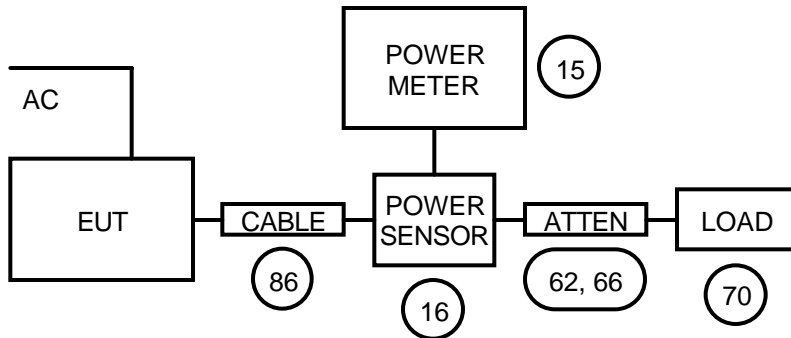 POWER
METER
15
AC
EUT
CABLE
POWER
SENSOR
ATTEN
LOAD
86
16
62, 66
70